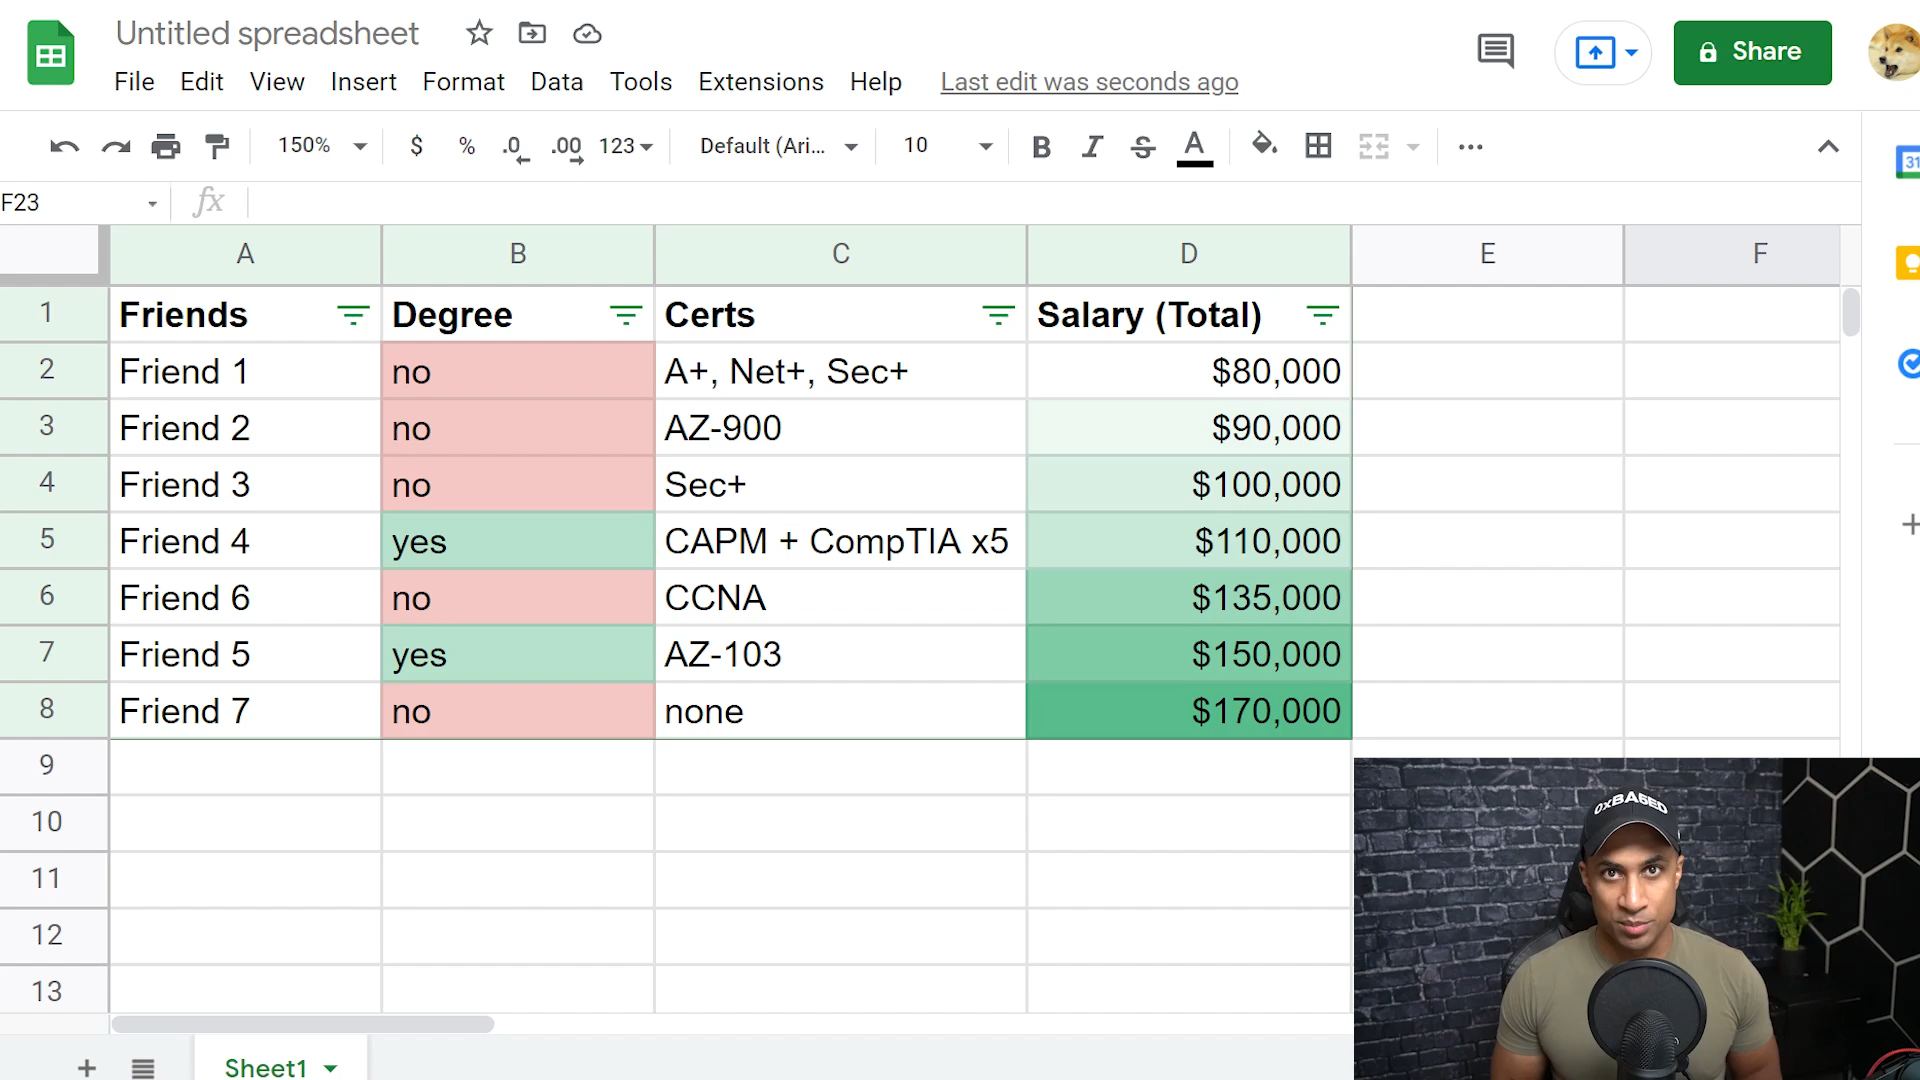 Untitled spreadsheet
File Edit View Insert Format Data Tools Extensions Help Last edit was seconds ago
Share
150% $ % .0 .00 123 Default (Ari... 10 B I S A
31
F23 fx
A B C D E F
1 Friends Degree Certs Salary (Total)
2 Friend 1 no A+, Net+, Sec+ $80,000
3 Friend 2 no AZ-900 $90,000
4 Friend 3 no Sec+ $100,000
5 Friend 4 yes CAPM + CompTIA x5 $110,000
6 Friend 6 no CCNA $135,000
7 Friend 5 yes AZ-103 $150,000
8 Friend 7 no none $170,000
9
10
11
12
13
0xBA5ED
Sheet1